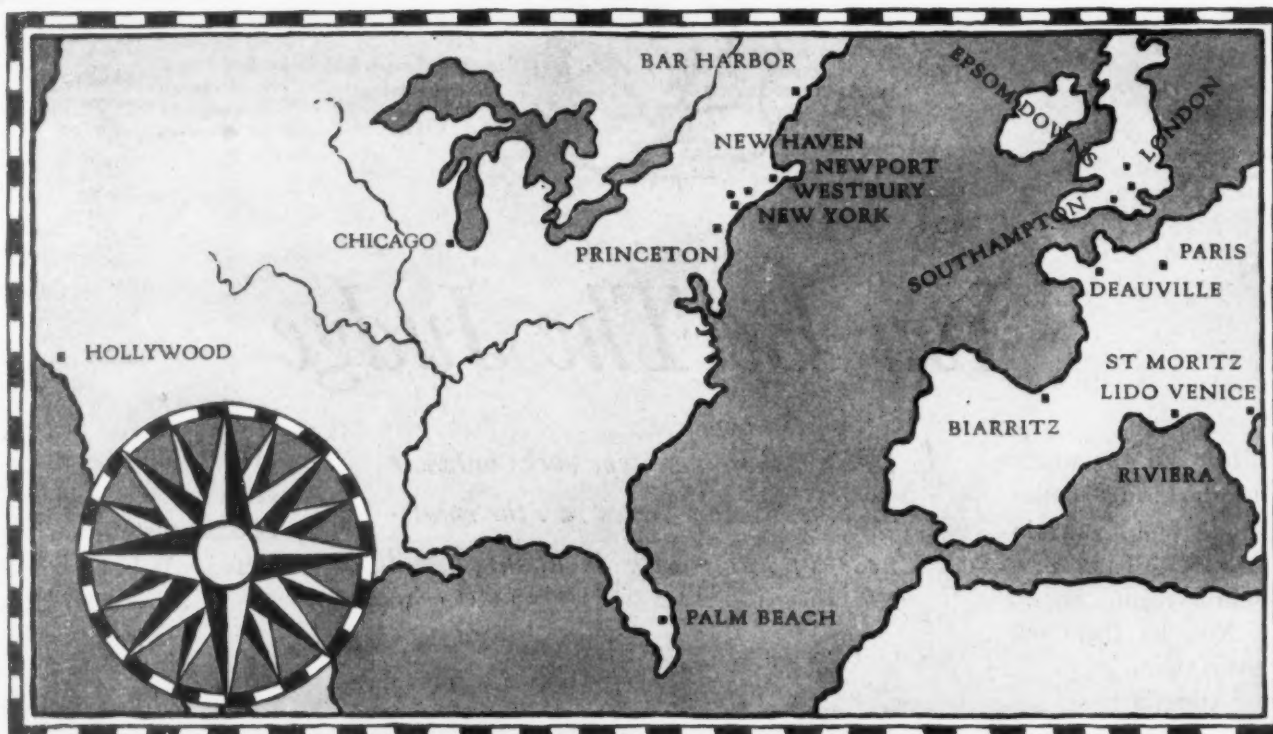 BAR HARBOR
NEW HAVEN
NEWPORT
WESTBURY
NEW YORK
PRINCETON
CHICAGO
HOLLYWOOD
PALM BEACH
EPSOM DOWNS
LONDON
SOUTHAMPTON
PARIS
DEAUVILLE
ST MORITZ
LIDO VENICE
BIARRITZ
RIVIERA